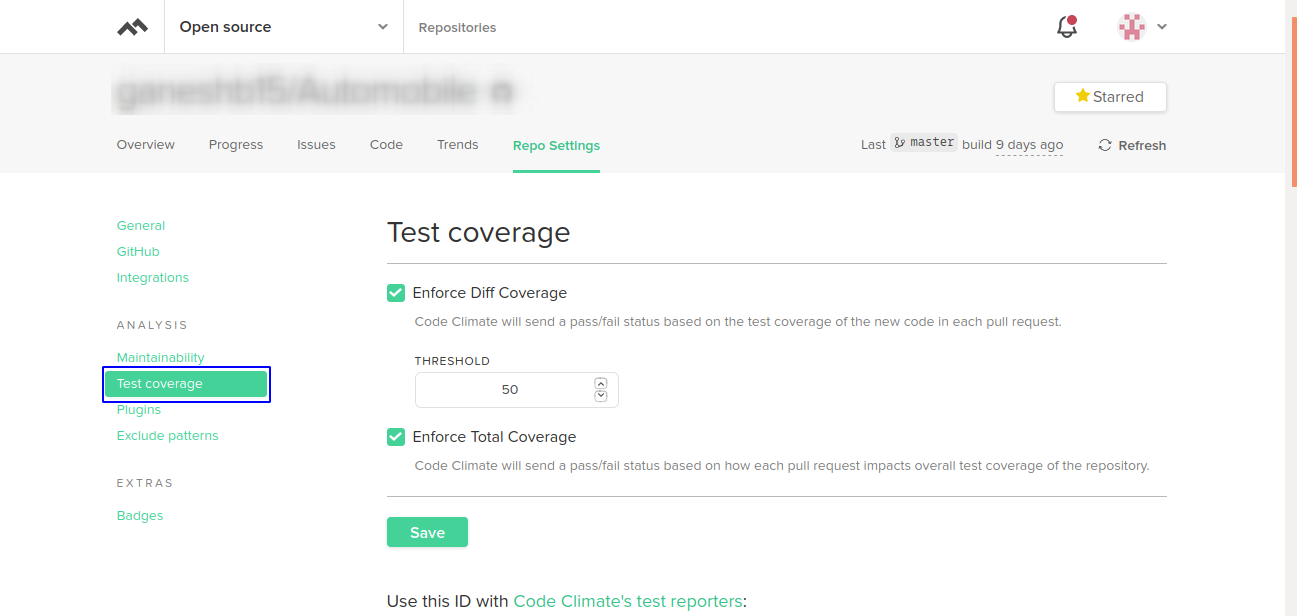 Open source
Repositories
Starred
Overview Progress Issues Code Trends Repo Settings
Last master build 9 days ago Refresh
General
GitHub
Integrations
ANALYSIS
Maintainability
Test coverage
Plugins
Exclude patterns
EXTRAS
Badges
Test coverage
Enforce Diff Coverage
Code Climate will send a pass/fail status based on the test coverage of the new code in each pull request.
THRESHOLD
50
Enforce Total Coverage
Code Climate will send a pass/fail status based on how each pull request impacts overall test coverage of the repository.
Save
Use this ID with Code Climate's test reporters: